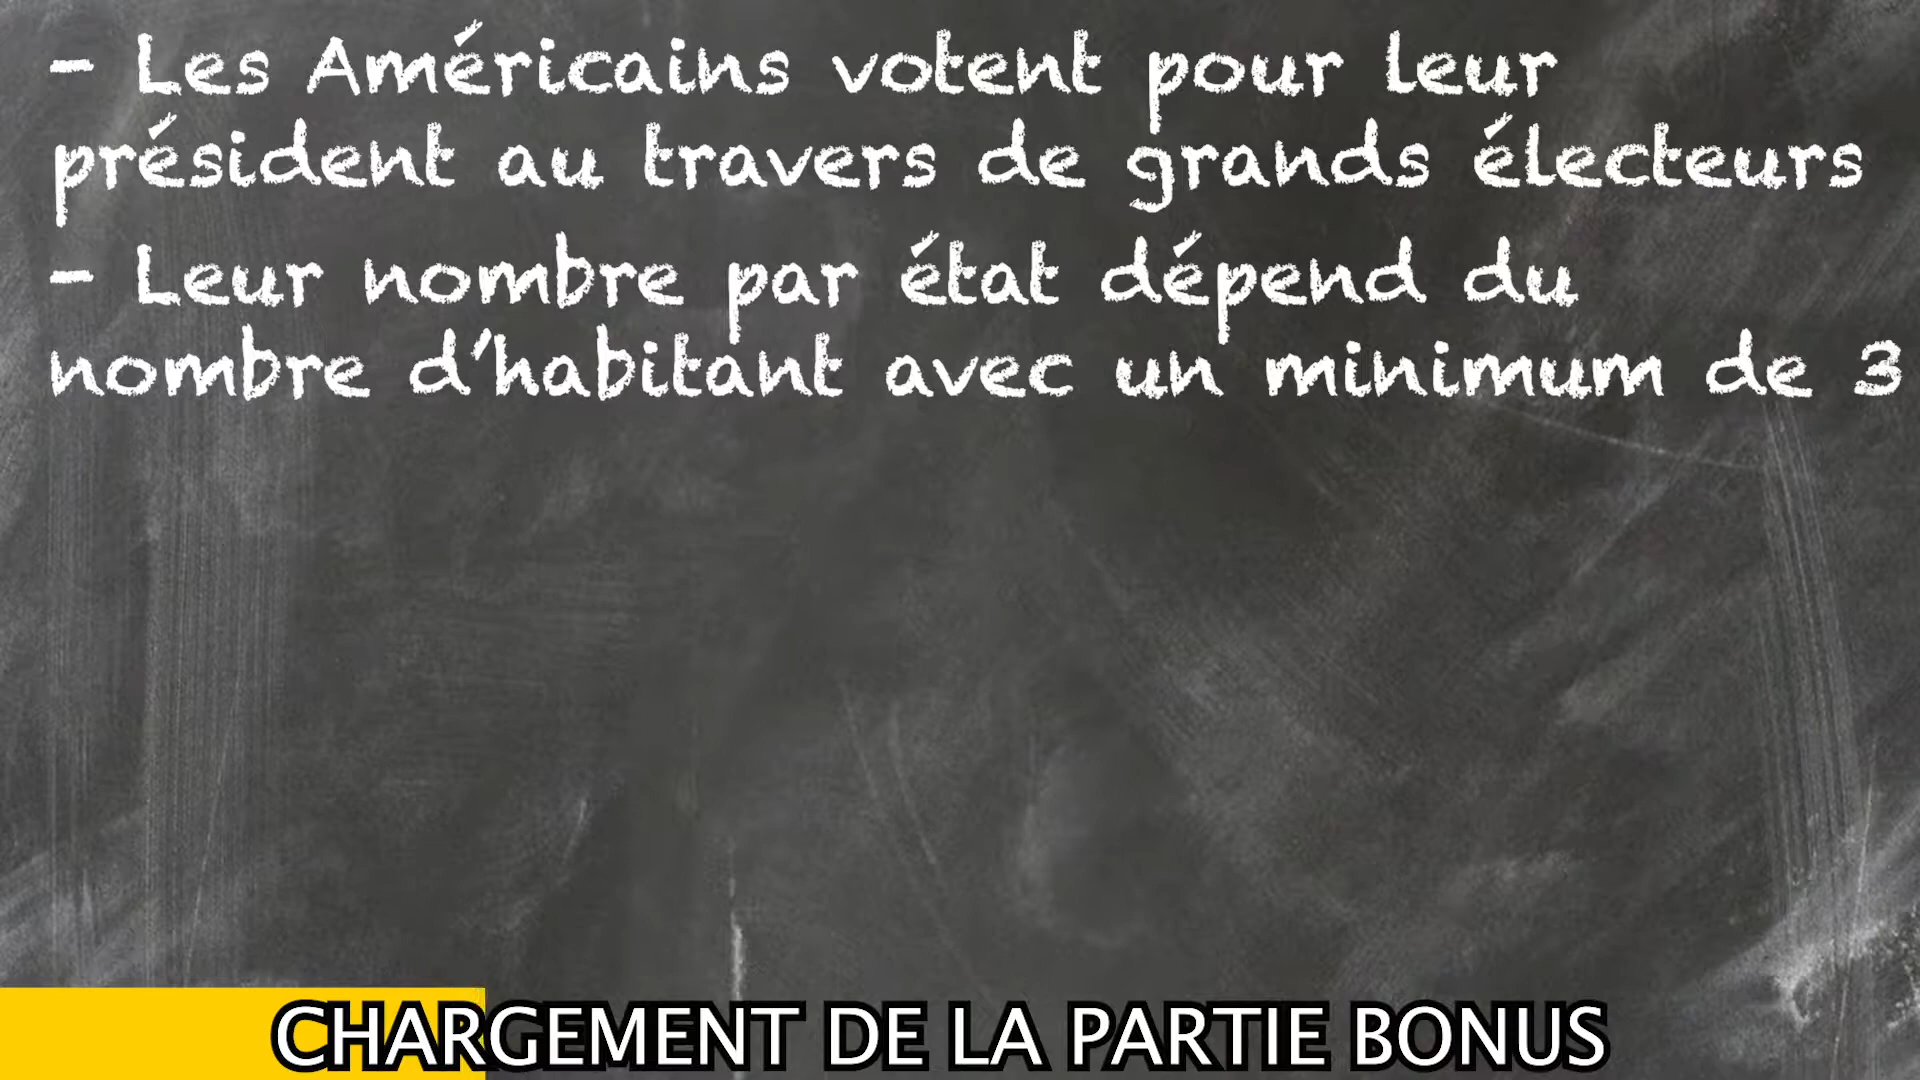 - Les Américains votent pour leur
président au travers de grands électeurs
- Leur nombre par état dépend du
nombre d'habitant avec un minimum de 3
CHARGEMENT DE LA PARTIE BONUS